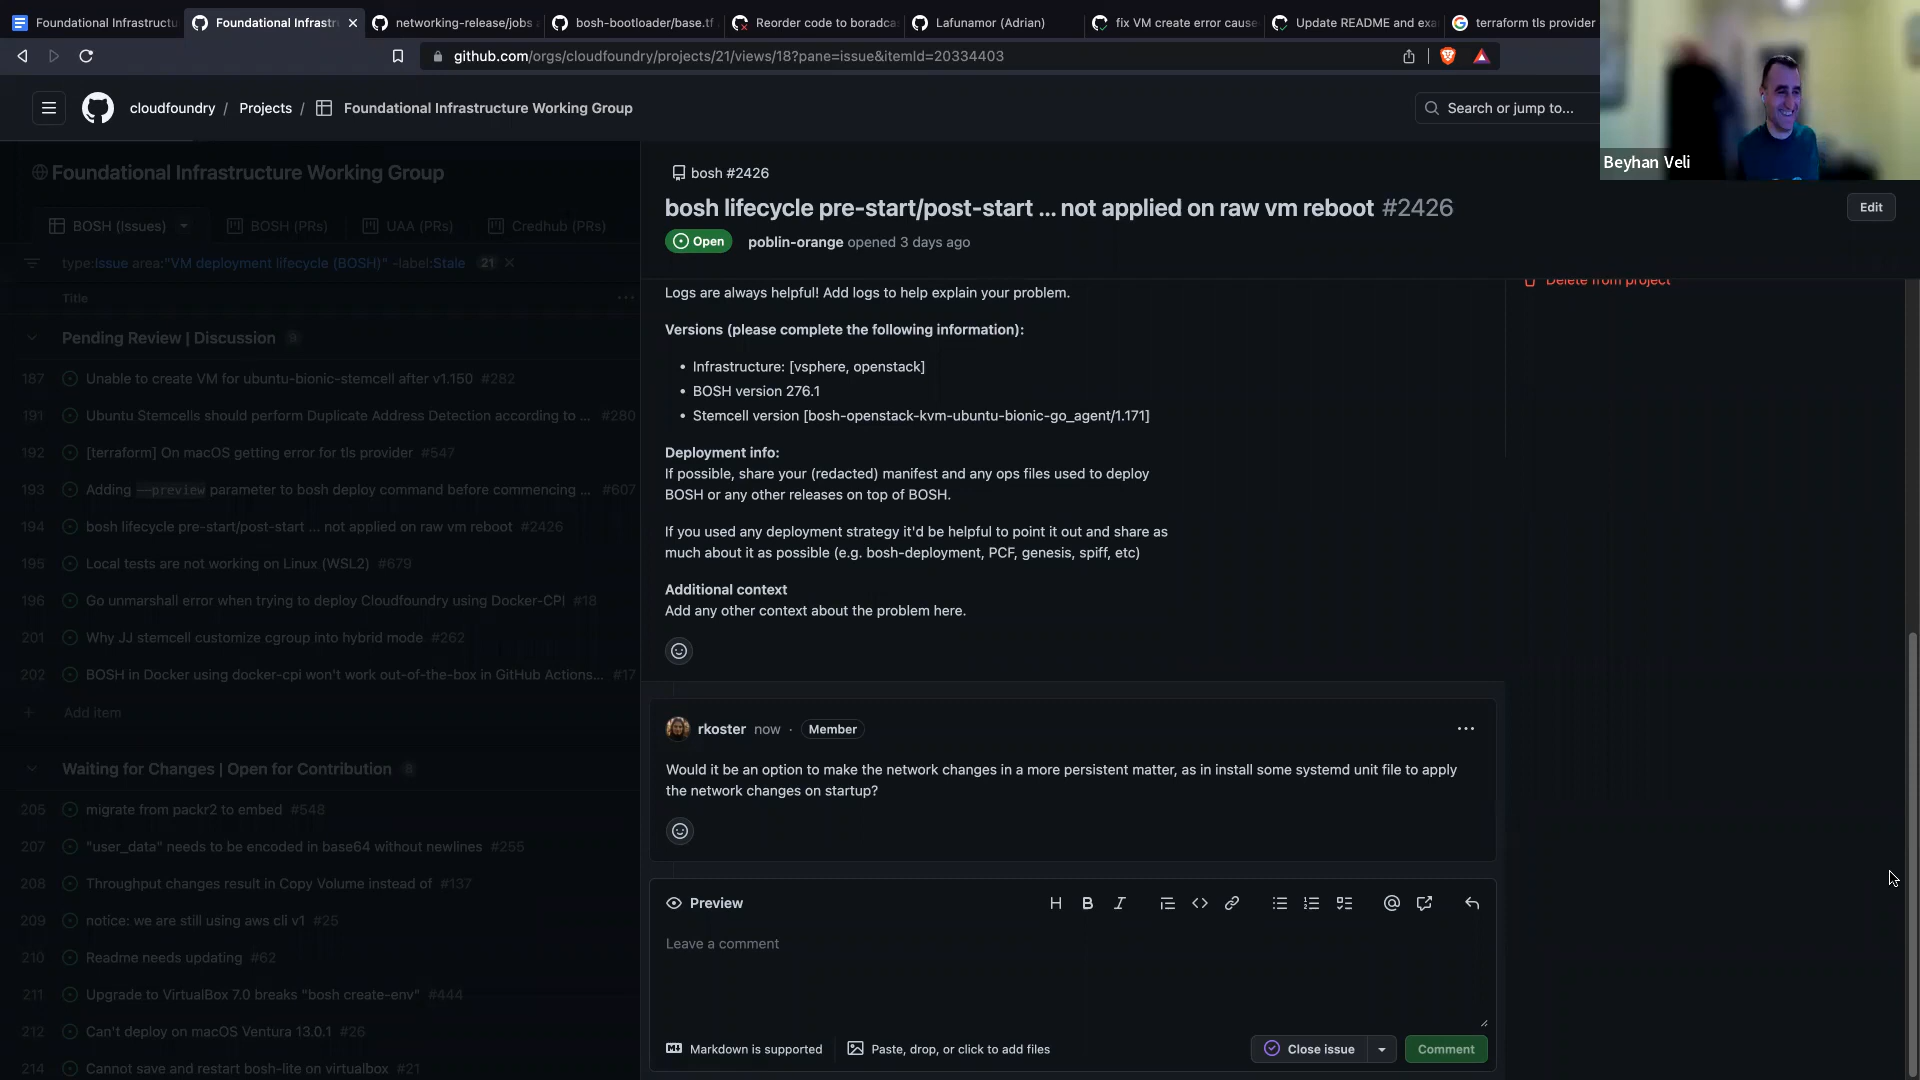 Foundational Infrastructu
Foundational Infrastr
networking-release/jobs a
bosh-bootloader/base.tf a
Reorder code to boradcas
Lafunamor (Adrian)
fix VM create error cause
Update README and exa
terraform tls provider
github.com/orgs/cloudfoundry/projects/21/views/18?pane=issue&itemId=20334403
cloudfoundry / Projects / Foundational Infrastructure Working Group
Search or jump to...
Beyhan Veli
Foundational Infrastructure Working Group
BOSH (Issues)
BOSH (PRs)
UAA (PRs)
Credhub (PRs)
type:Issue area:"VM deployment lifecycle (BOSH)" -label:Stale 21
Title
Pending Review | Discussion 9
187 Unable to create VM for ubuntu-bionic-stemcell after v1.150 #282
191 Ubuntu Stemcells should perform Duplicate Address Detection according to ... #280
192 [terraform] On macOS getting error for tls provider #547
193 Adding --preview parameter to bosh deploy command before commencing ... #607
194 bosh lifecycle pre-start/post-start ... not applied on raw vm reboot #2426
195 Local tests are not working on Linux (WSL2) #679
196 Go unmarshall error when trying to deploy Cloudfoundry using Docker-CPI #18
201 Why JJ stemcell customize cgroup into hybrid mode #262
202 BOSH in Docker using docker-cpi won't work out-of-the-box in GitHub Actions... #17
Add item
Waiting for Changes | Open for Contribution 8
205 migrate from packr2 to embed #548
207 "user_data" needs to be encoded in base64 without newlines #255
208 Throughput changes result in Copy Volume instead of #137
209 notice: we are still using aws cli v1 #25
210 Readme needs updating #62
211 Upgrade to VirtualBox 7.0 breaks "bosh create-env" #444
212 Can't deploy on macOS Ventura 13.0.1 #26
214 Cannot save and restart bosh-lite on virtualbox #21
bosh #2426
bosh lifecycle pre-start/post-start ... not applied on raw vm reboot #2426
Edit
Open
poblin-orange opened 3 days ago
Delete from project
Logs are always helpful! Add logs to help explain your problem.
Versions (please complete the following information):
• Infrastructure: [vsphere, openstack]
• BOSH version 276.1
• Stemcell version [bosh-openstack-kvm-ubuntu-bionic-go_agent/1.171]
Deployment info:
If possible, share your (redacted) manifest and any ops files used to deploy
BOSH or any other releases on top of BOSH.
If you used any deployment strategy it'd be helpful to point it out and share as
much about it as possible (e.g. bosh-deployment, PCF, genesis, spiff, etc)
Additional context
Add any other context about the problem here.
rkoster now · Member
Would it be an option to make the network changes in a more persistent matter, as in install some systemd unit file to apply
the network changes on startup?
Preview
Leave a comment
Markdown is supported
Paste, drop, or click to add files
Close issue
Comment